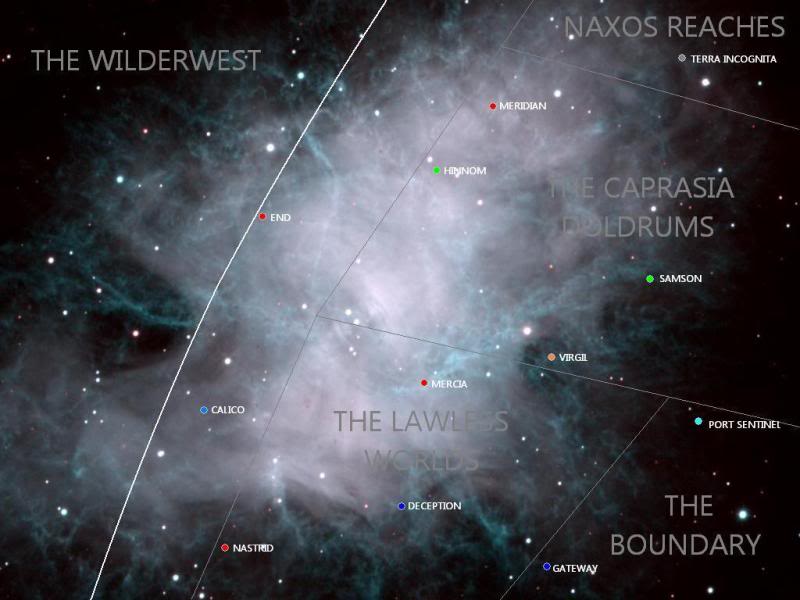 NAXOS REACHES
THE WILDERWEST
TERRA INCOGNITA
MERIDIAN
HINNOM
THE CAPRASIA
DOLDRUMS
END
SAMSON
VIRGIL
MERCIA
CALICO
THE LAWLESS
WORLDS
PORT SENTINEL
THE
BOUNDARY
DECEPTION
NASTRID
GATEWAY